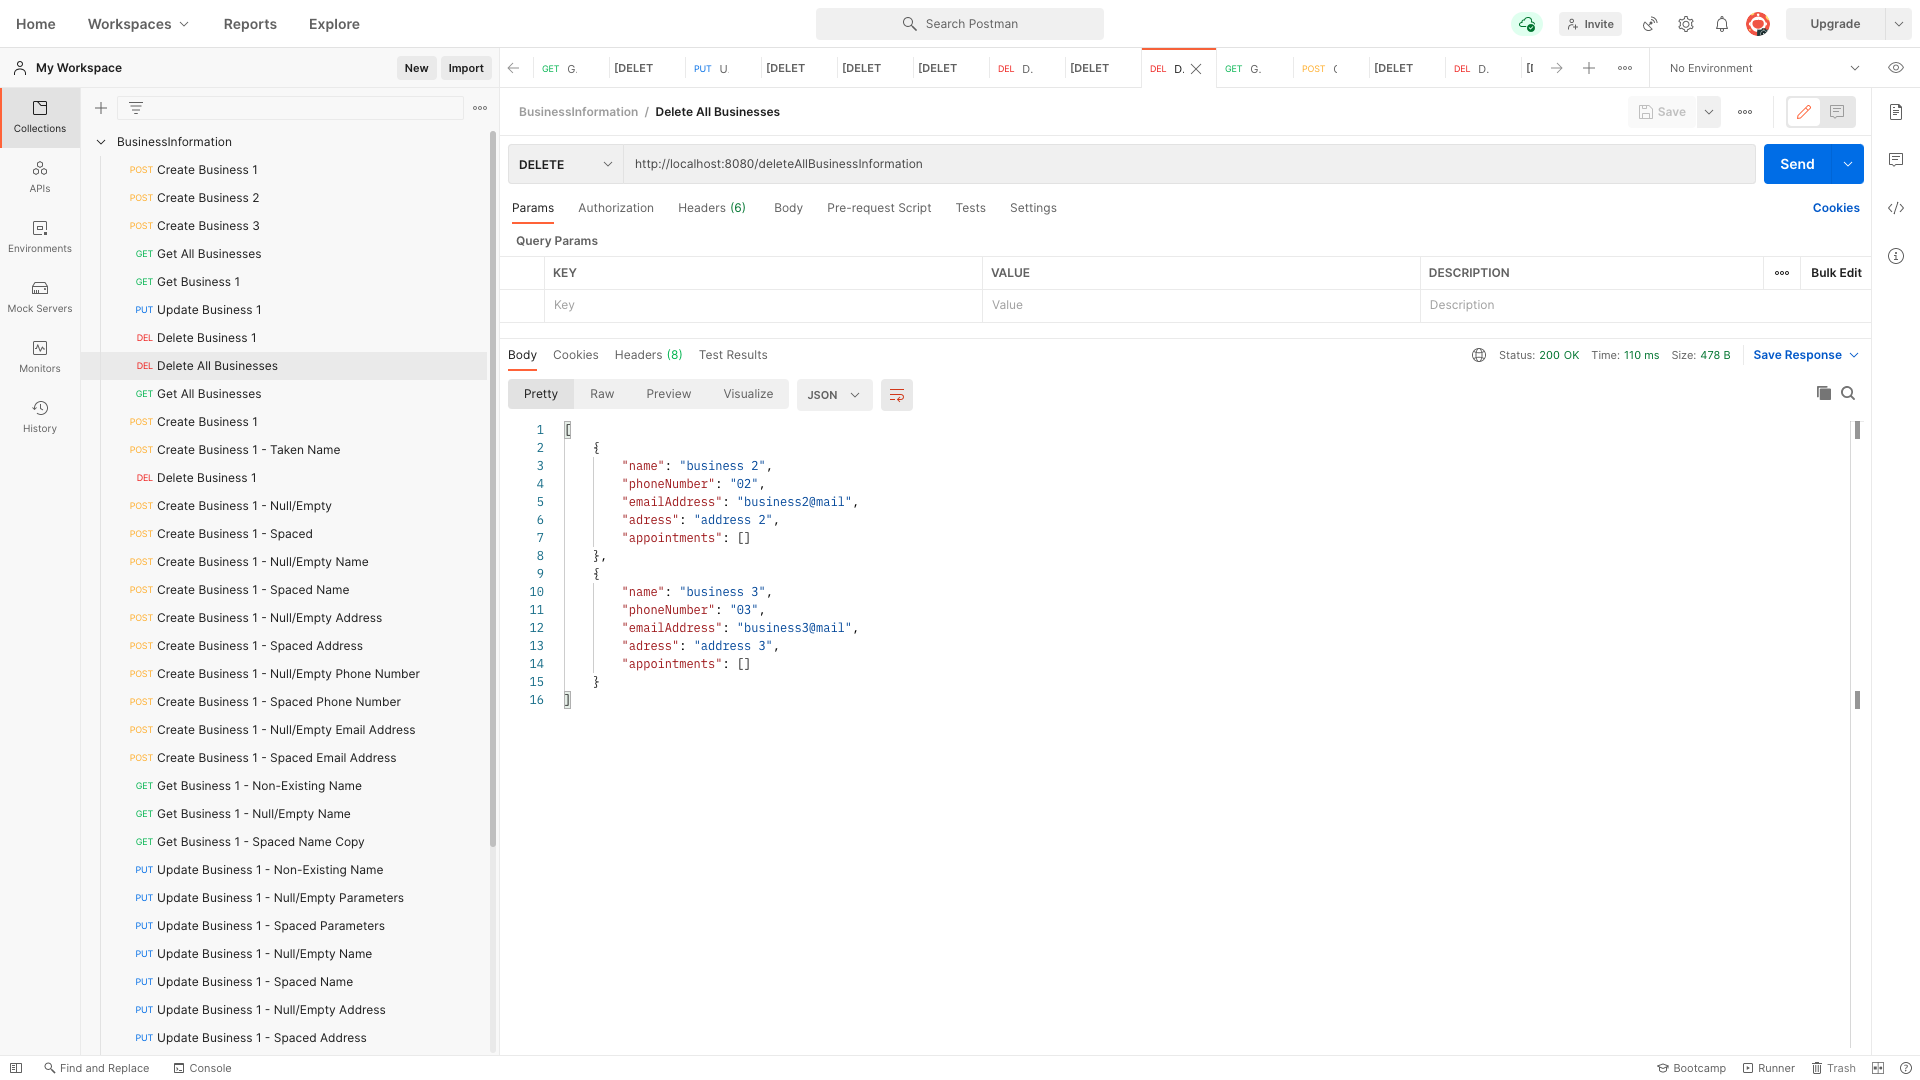 Home Workspaces Reports Explore Search Postman Invite Upgrade
My Workspace New Import
GET G. [DELET PUT U. [DELET [DELET [DELET DEL D. [DELET DEL D. GET G. POST [DELET DEL D. No Environment
Collections
APIs
Environments
Mock Servers
Monitors
History
BusinessInformation
POST Create Business 1
POST Create Business 2
POST Create Business 3
GET Get All Businesses
GET Get Business 1
PUT Update Business 1
DEL Delete Business 1
DEL Delete All Businesses
GET Get All Businesses
POST Create Business 1
POST Create Business 1 - Taken Name
DEL Delete Business 1
POST Create Business 1 - Null/Empty
POST Create Business 1 - Spaced
POST Create Business 1 - Null/Empty Name
POST Create Business 1 - Spaced Name
POST Create Business 1 - Null/Empty Address
POST Create Business 1 - Spaced Address
POST Create Business 1 - Null/Empty Phone Number
POST Create Business 1 - Spaced Phone Number
POST Create Business 1 - Null/Empty Email Address
POST Create Business 1 - Spaced Email Address
GET Get Business 1 - Non-Existing Name
GET Get Business 1 - Null/Empty Name
GET Get Business 1 - Spaced Name Copy
PUT Update Business 1 - Non-Existing Name
PUT Update Business 1 - Null/Empty Parameters
PUT Update Business 1 - Spaced Parameters
PUT Update Business 1 - Null/Empty Name
PUT Update Business 1 - Spaced Name
PUT Update Business 1 - Null/Empty Address
PUT Update Business 1 - Spaced Address
BusinessInformation / Delete All Businesses Save
DELETE http://localhost:8080/deleteAllBusinessInformation Send
Params Authorization Headers (6) Body Pre-request Script Tests Settings Cookies
Query Params
KEY VALUE DESCRIPTION Bulk Edit
Key Value Description
Body Cookies Headers (8) Test Results Status: 200 OK Time: 110 ms Size: 478 B Save Response
Pretty Raw Preview Visualize JSON
1 [
2 {
3 "name": "business 2",
4 "phoneNumber": "02",
5 "emailAddress": "business2@mail",
6 "adress": "address 2",
7 "appointments": []
8 },
9 {
10 "name": "business 3",
11 "phoneNumber": "03",
12 "emailAddress": "business3@mail",
13 "adress": "address 3",
14 "appointments": []
15 }
16 ]
Find and Replace Console Bootcamp Runner Trash